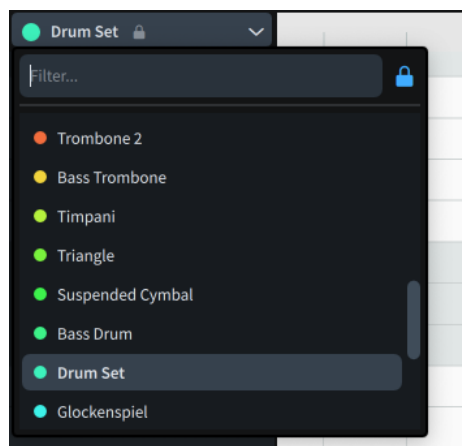 Drum Set
Filter...
Trombone 2
Bass Trombone
Timpani
Triangle
Suspended Cymbal
Bass Drum
Drum Set
Glockenspiel